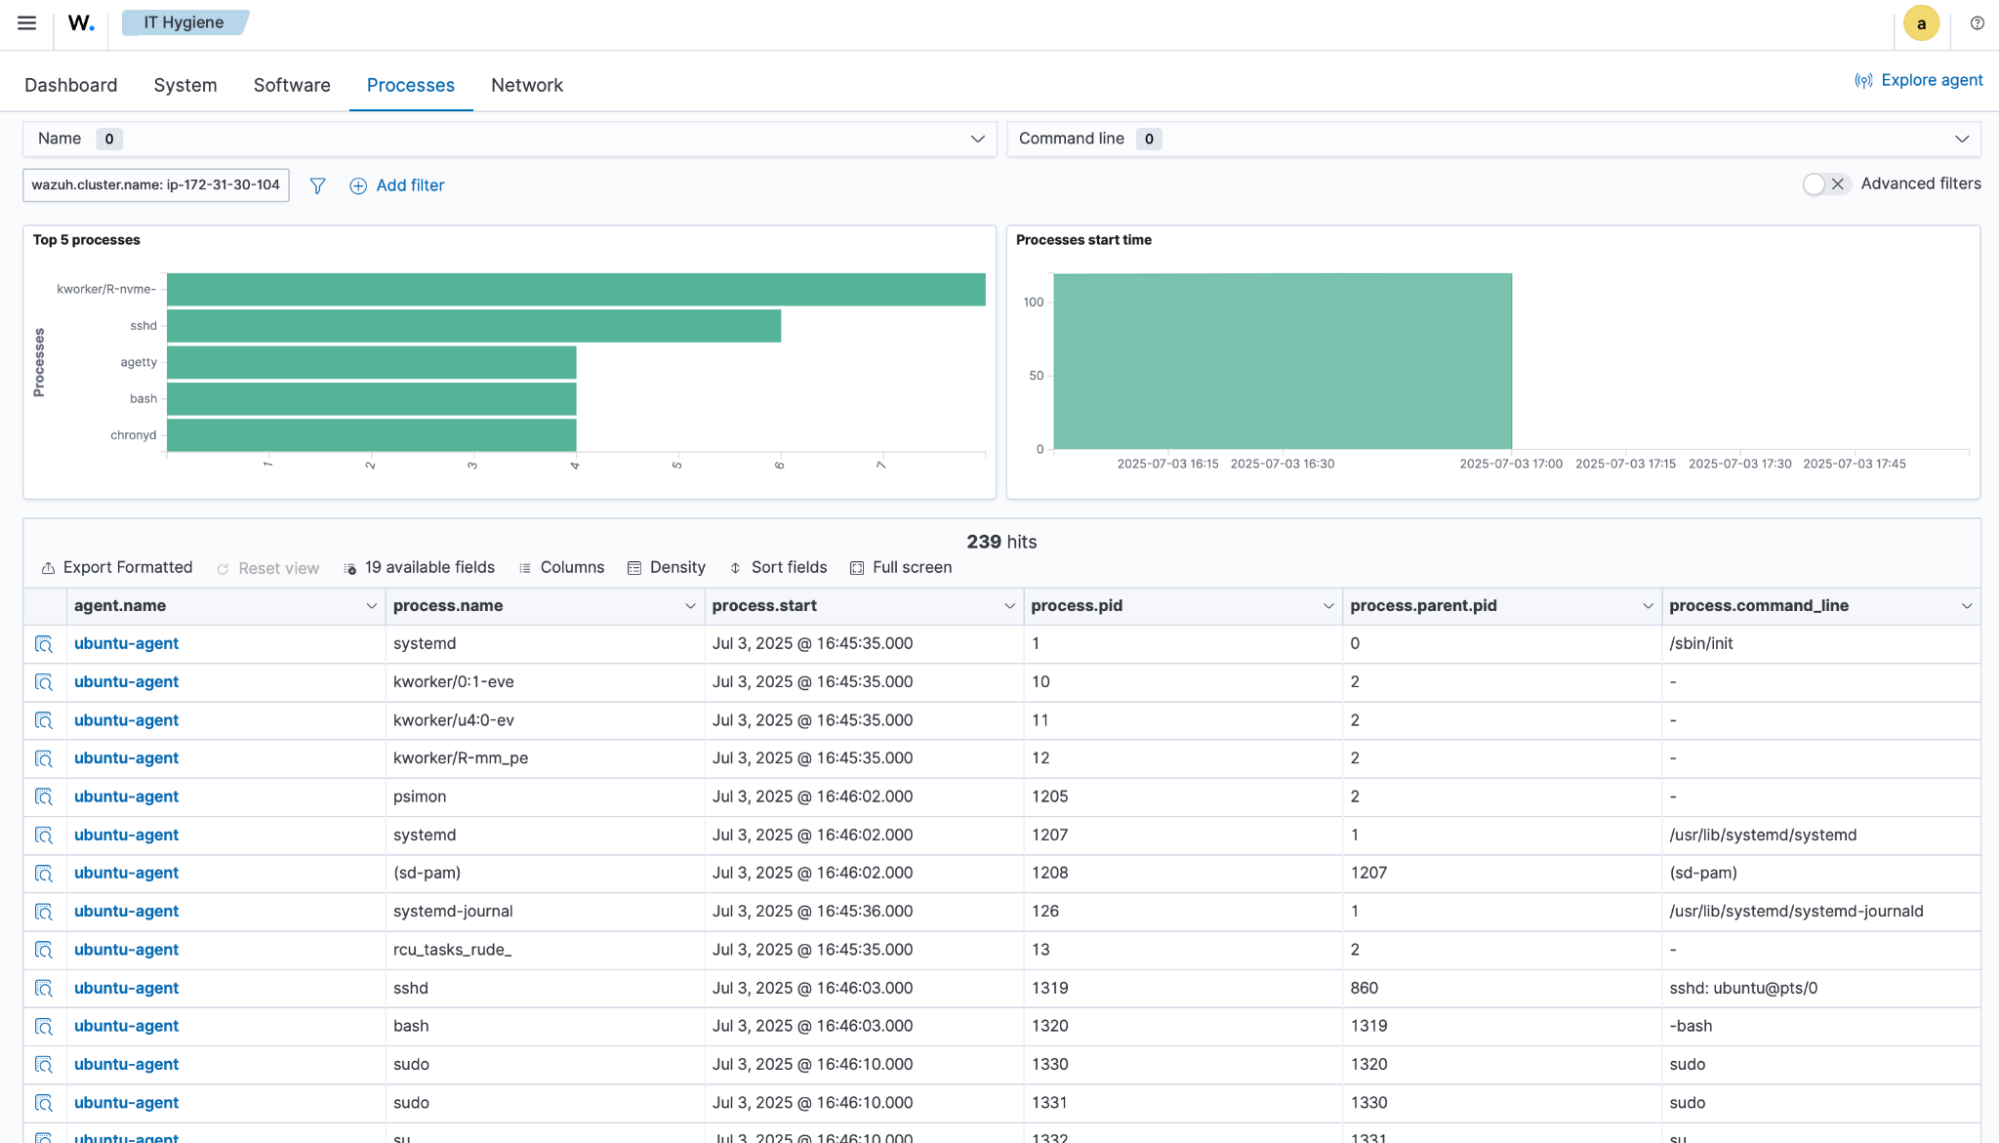 W. IT Hygiene a
Dashboard System Software Processes Network Explore agent
Name 0 Command line 0
wazuh.cluster.name: ip-172-31-30-104 Add filter Advanced filters
Top 5 processes
Processes
kworker/R-nvme-
sshd
agetty
bash
chronyd
1 2 3 4 5 6 7
Processes start time
100
50
0
2025-07-03 16:15 2025-07-03 16:30 2025-07-03 17:00 2025-07-03 17:15 2025-07-03 17:30 2025-07-03 17:45
239 hits
Export Formatted Reset view 19 available fields Columns Density Sort fields Full screen
agent.name process.name process.start process.pid process.parent.pid process.command_line
ubuntu-agent systemd Jul 3, 2025 @ 16:45:35.000 1 0 /sbin/init
ubuntu-agent kworker/0:1-eve Jul 3, 2025 @ 16:45:35.000 10 2 -
ubuntu-agent kworker/u4:0-ev Jul 3, 2025 @ 16:45:35.000 11 2 -
ubuntu-agent kworker/R-mm_pe Jul 3, 2025 @ 16:45:35.000 12 2 -
ubuntu-agent psimon Jul 3, 2025 @ 16:46:02.000 1205 2 -
ubuntu-agent systemd Jul 3, 2025 @ 16:46:02.000 1207 1 /usr/lib/systemd/systemd
ubuntu-agent (sd-pam) Jul 3, 2025 @ 16:46:02.000 1208 1207 (sd-pam)
ubuntu-agent systemd-journal Jul 3, 2025 @ 16:45:36.000 126 1 /usr/lib/systemd/systemd-journald
ubuntu-agent rcu_tasks_rude_ Jul 3, 2025 @ 16:45:35.000 13 2 -
ubuntu-agent sshd Jul 3, 2025 @ 16:46:03.000 1319 860 sshd: ubuntu@pts/0
ubuntu-agent bash Jul 3, 2025 @ 16:46:03.000 1320 1319 -bash
ubuntu-agent sudo Jul 3, 2025 @ 16:46:10.000 1330 1320 sudo
ubuntu-agent sudo Jul 3, 2025 @ 16:46:10.000 1331 1330 sudo
ubuntu-agent su Jul 3, 2025 @ 16:46:10.000 1332 1331 su